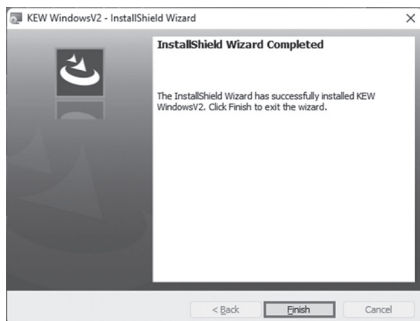 KEW WindowsV2 - InstallShield Wizard
InstallShield Wizard Completed
The InstallShield Wizard has successfully installed KEW
WindowsV2. Click Finish to exit the wizard.
< Back
Finish
Cancel